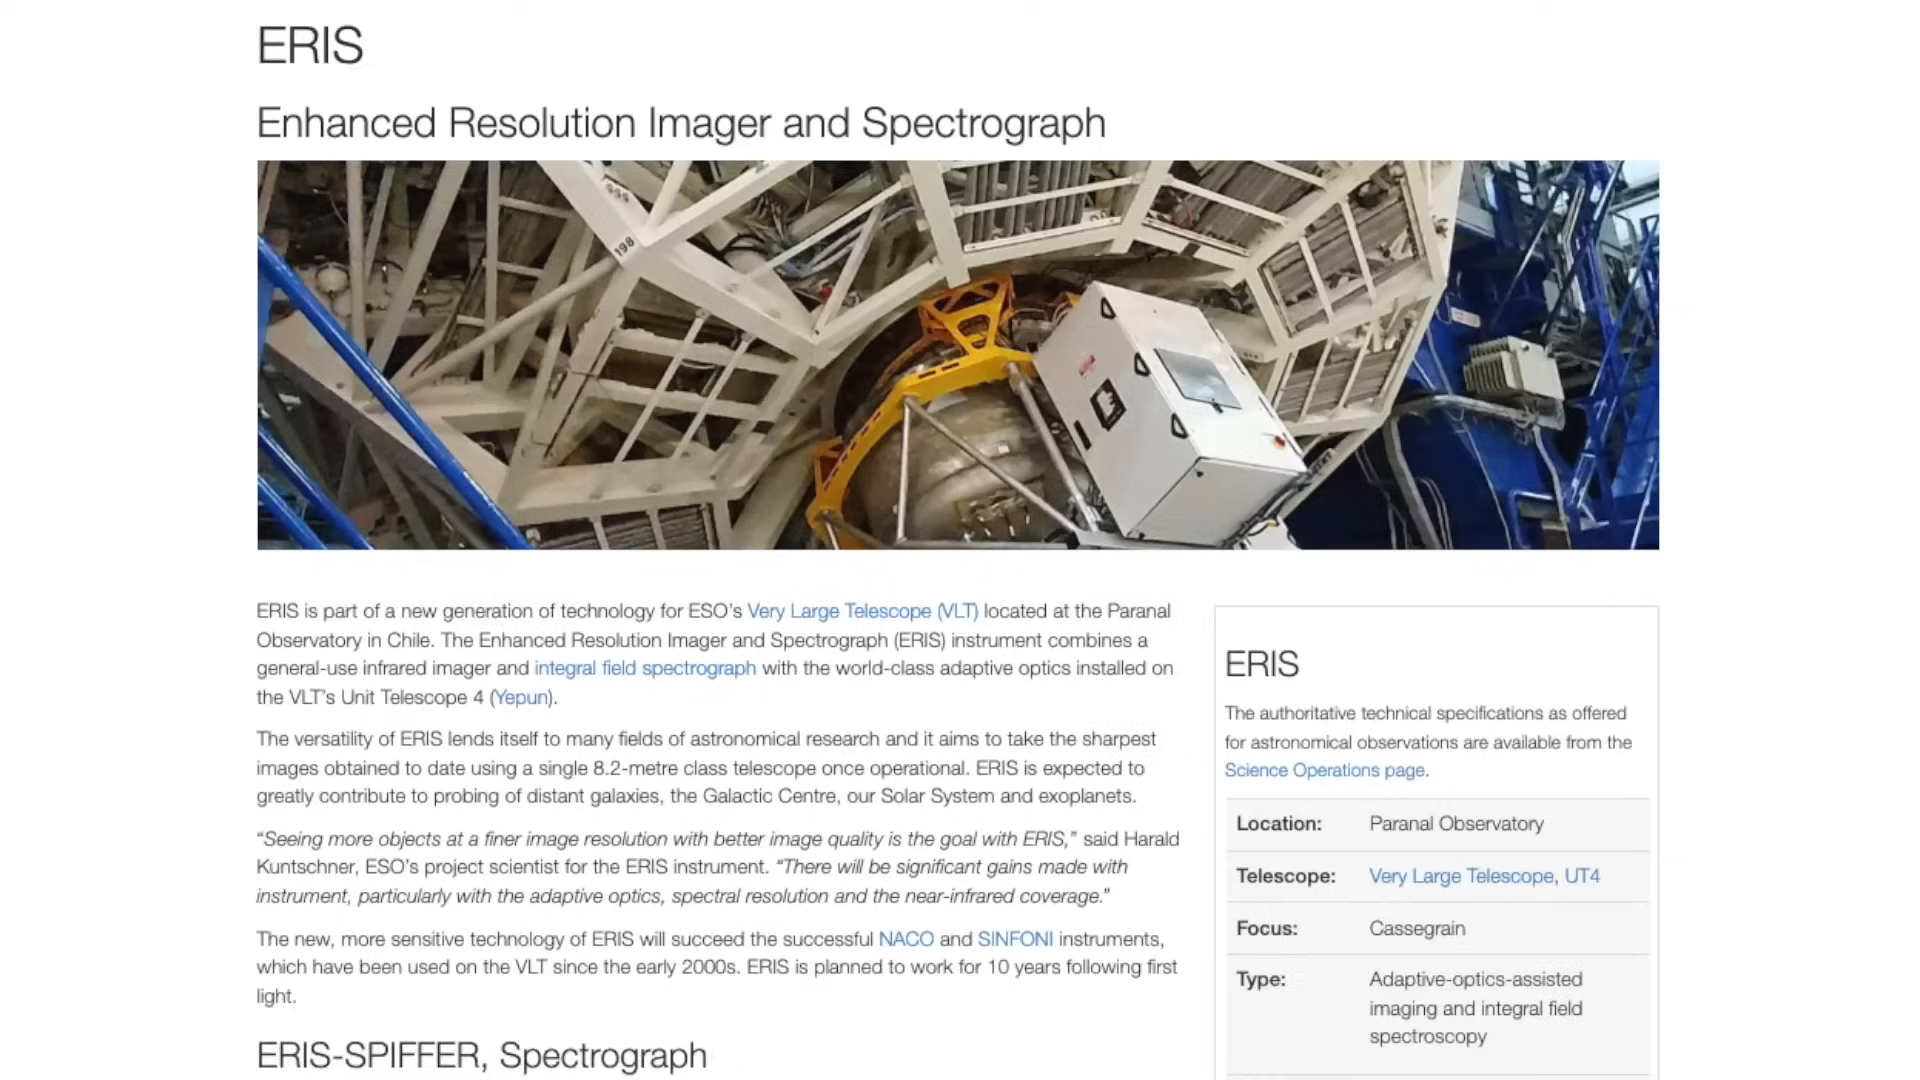 ERIS
Enhanced Resolution Imager and Spectrograph
198
ERIS is part of a new generation of technology for ESO’s Very Large Telescope (VLT) located at the Paranal
Observatory in Chile. The Enhanced Resolution Imager and Spectrograph (ERIS) instrument combines a
general-use infrared imager and integral field spectrograph with the world-class adaptive optics installed on
the VLT’s Unit Telescope 4 (Yepun).
The versatility of ERIS lends itself to many fields of astronomical research and it aims to take the sharpest
images obtained to date using a single 8.2-metre class telescope once operational. ERIS is expected to
greatly contribute to probing of distant galaxies, the Galactic Centre, our Solar System and exoplanets.
“Seeing more objects at a finer image resolution with better image quality is the goal with ERIS,” said Harald
Kuntschner, ESO’s project scientist for the ERIS instrument. “There will be significant gains made with
instrument, particularly with the adaptive optics, spectral resolution and the near-infrared coverage.”
The new, more sensitive technology of ERIS will succeed the successful NACO and SINFONI instruments,
which have been used on the VLT since the early 2000s. ERIS is planned to work for 10 years following first
light.
ERIS-SPIFFER, Spectrograph
ERIS
The authoritative technical specifications as offered
for astronomical observations are available from the
Science Operations page.
Location: Paranal Observatory
Telescope: Very Large Telescope, UT4
Focus: Cassegrain
Type: Adaptive-optics-assisted
imaging and integral field
spectroscopy